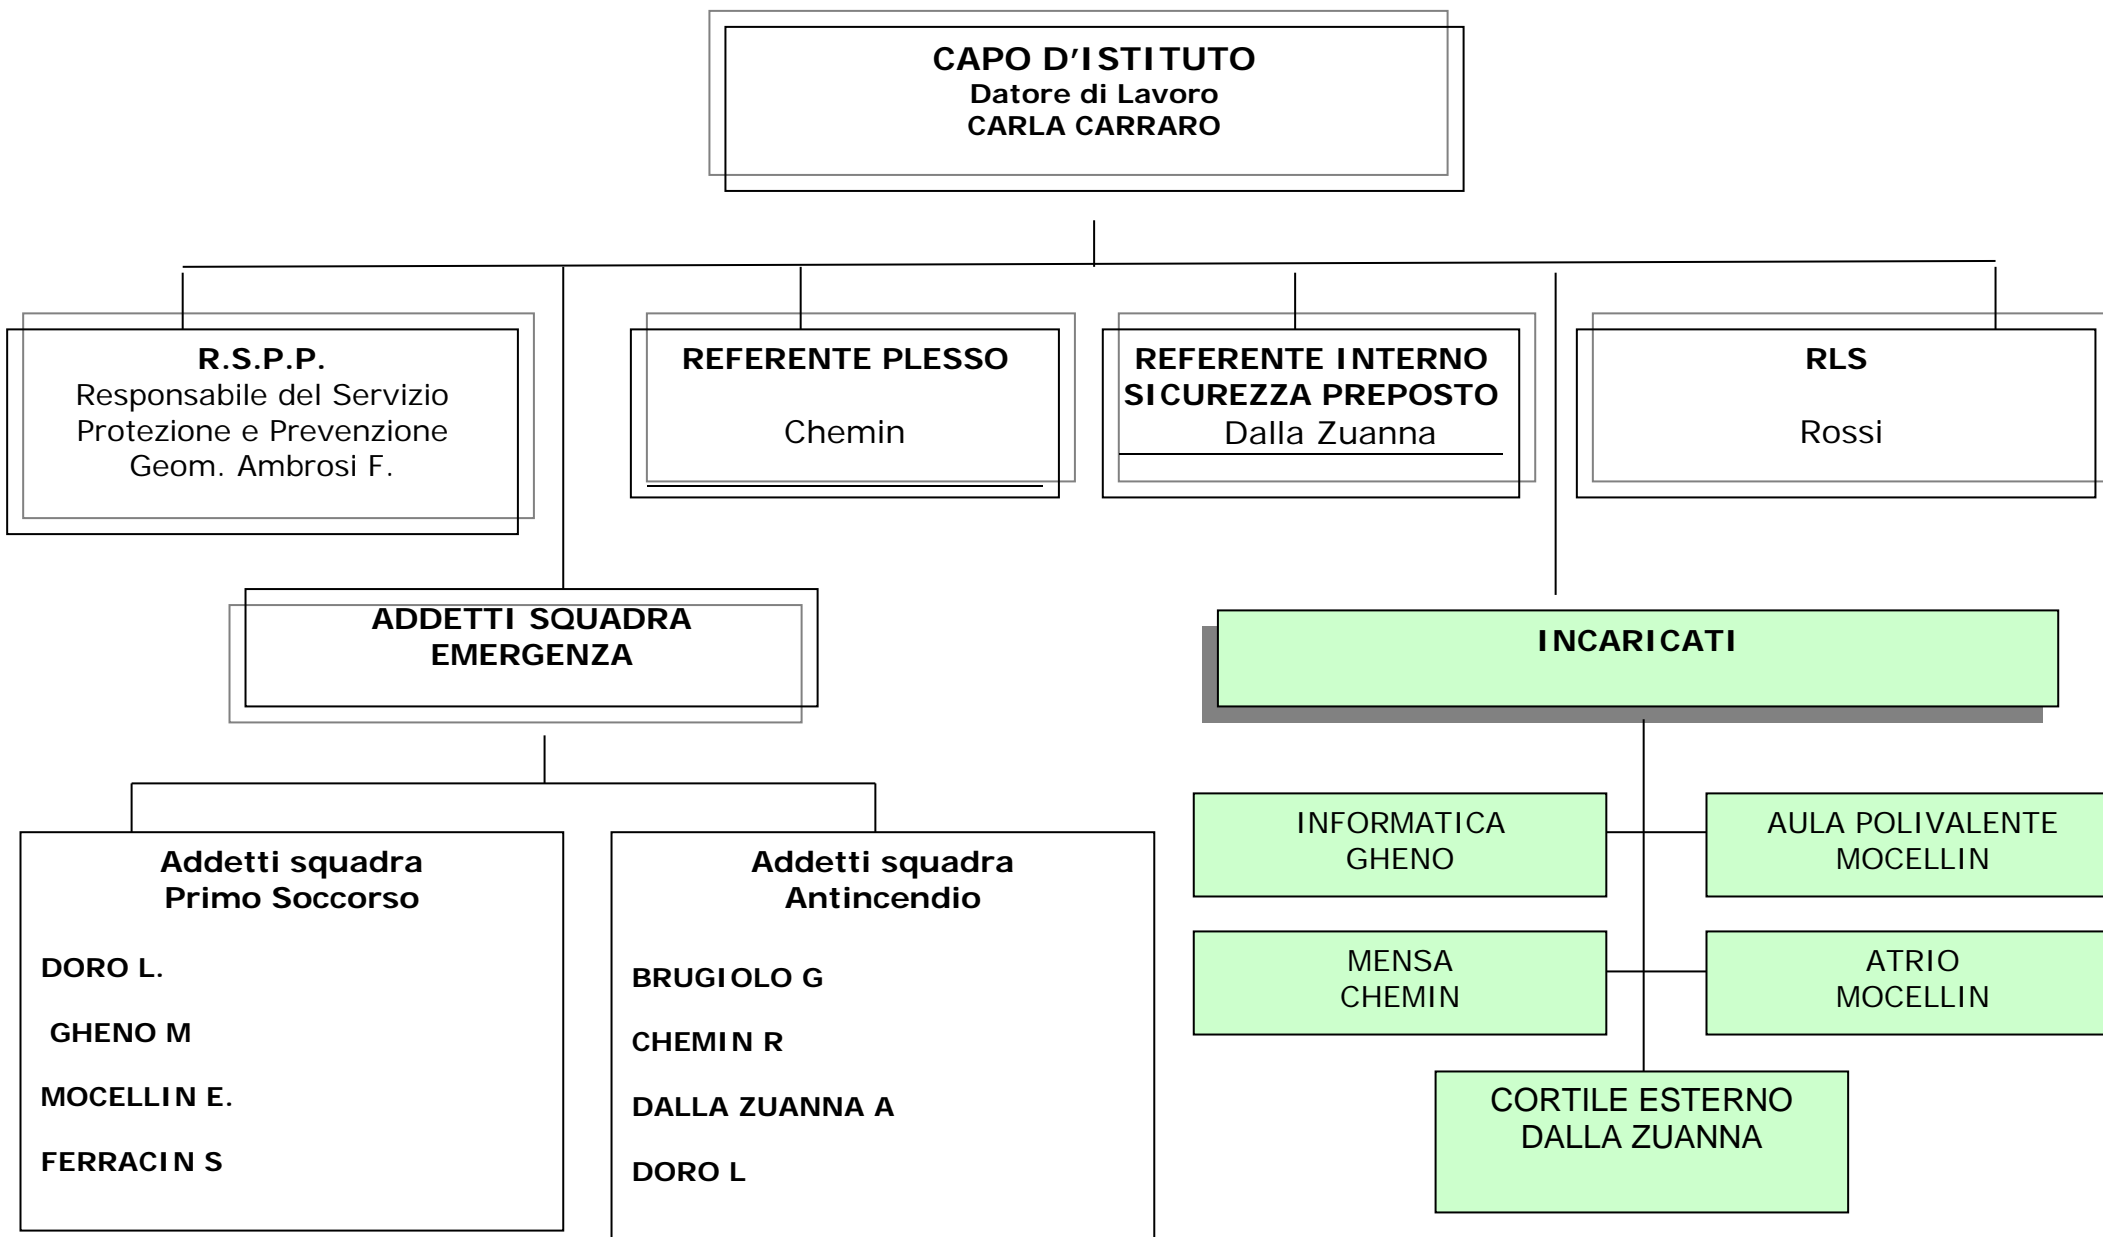 CAPO D'ISTITUTO
Datore di Lavoro
CARLA CARRARO
R.S.P.P.
Responsabile del Servizio
Protezione e Prevenzione
Geom. Ambrosi F.
REFERENTE PLESSO
Chemin
REFERENTE INTERNO
SICUREZZA PREPOSTO
Dalla Zuanna
RLS
Rossi
ADDETTI SQUADRA
EMERGENZA
INCARICATI
Addetti squadra
Primo Soccorso
DORO L.
GHENO M
MOCELLIN E.
FERRACIN S
Addetti squadra
Antincendio
BRUGIOLO G
CHEMIN R
DALLA ZUANNA A
DORO L
INFORMATICA
GHENO
AULA POLIVALENTE
MOCELLIN
MENSA
CHEMIN
ATRIO
MOCELLIN
CORTILE ESTERNO
DALLA ZUANNA